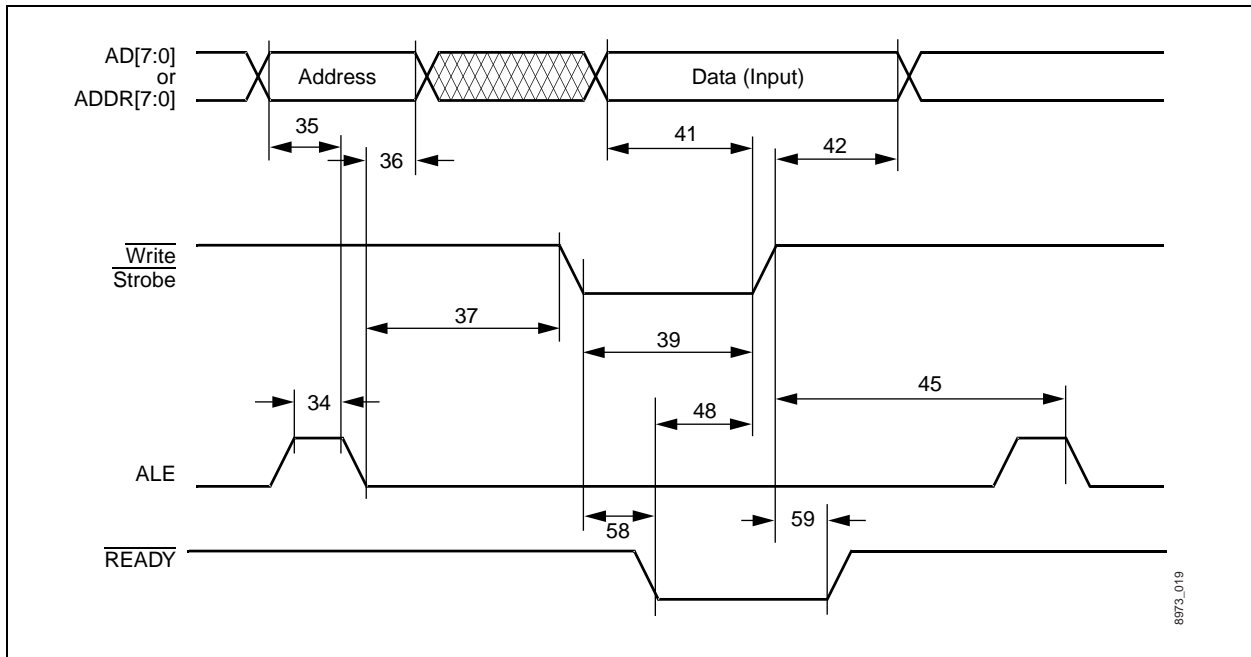 AD[7:0]
or
ADDR[7:0]
Address
Data (Input)
35
36
41
42
Write
Strobe
37
39
34
48
45
ALE
58
59
READY
8973_019